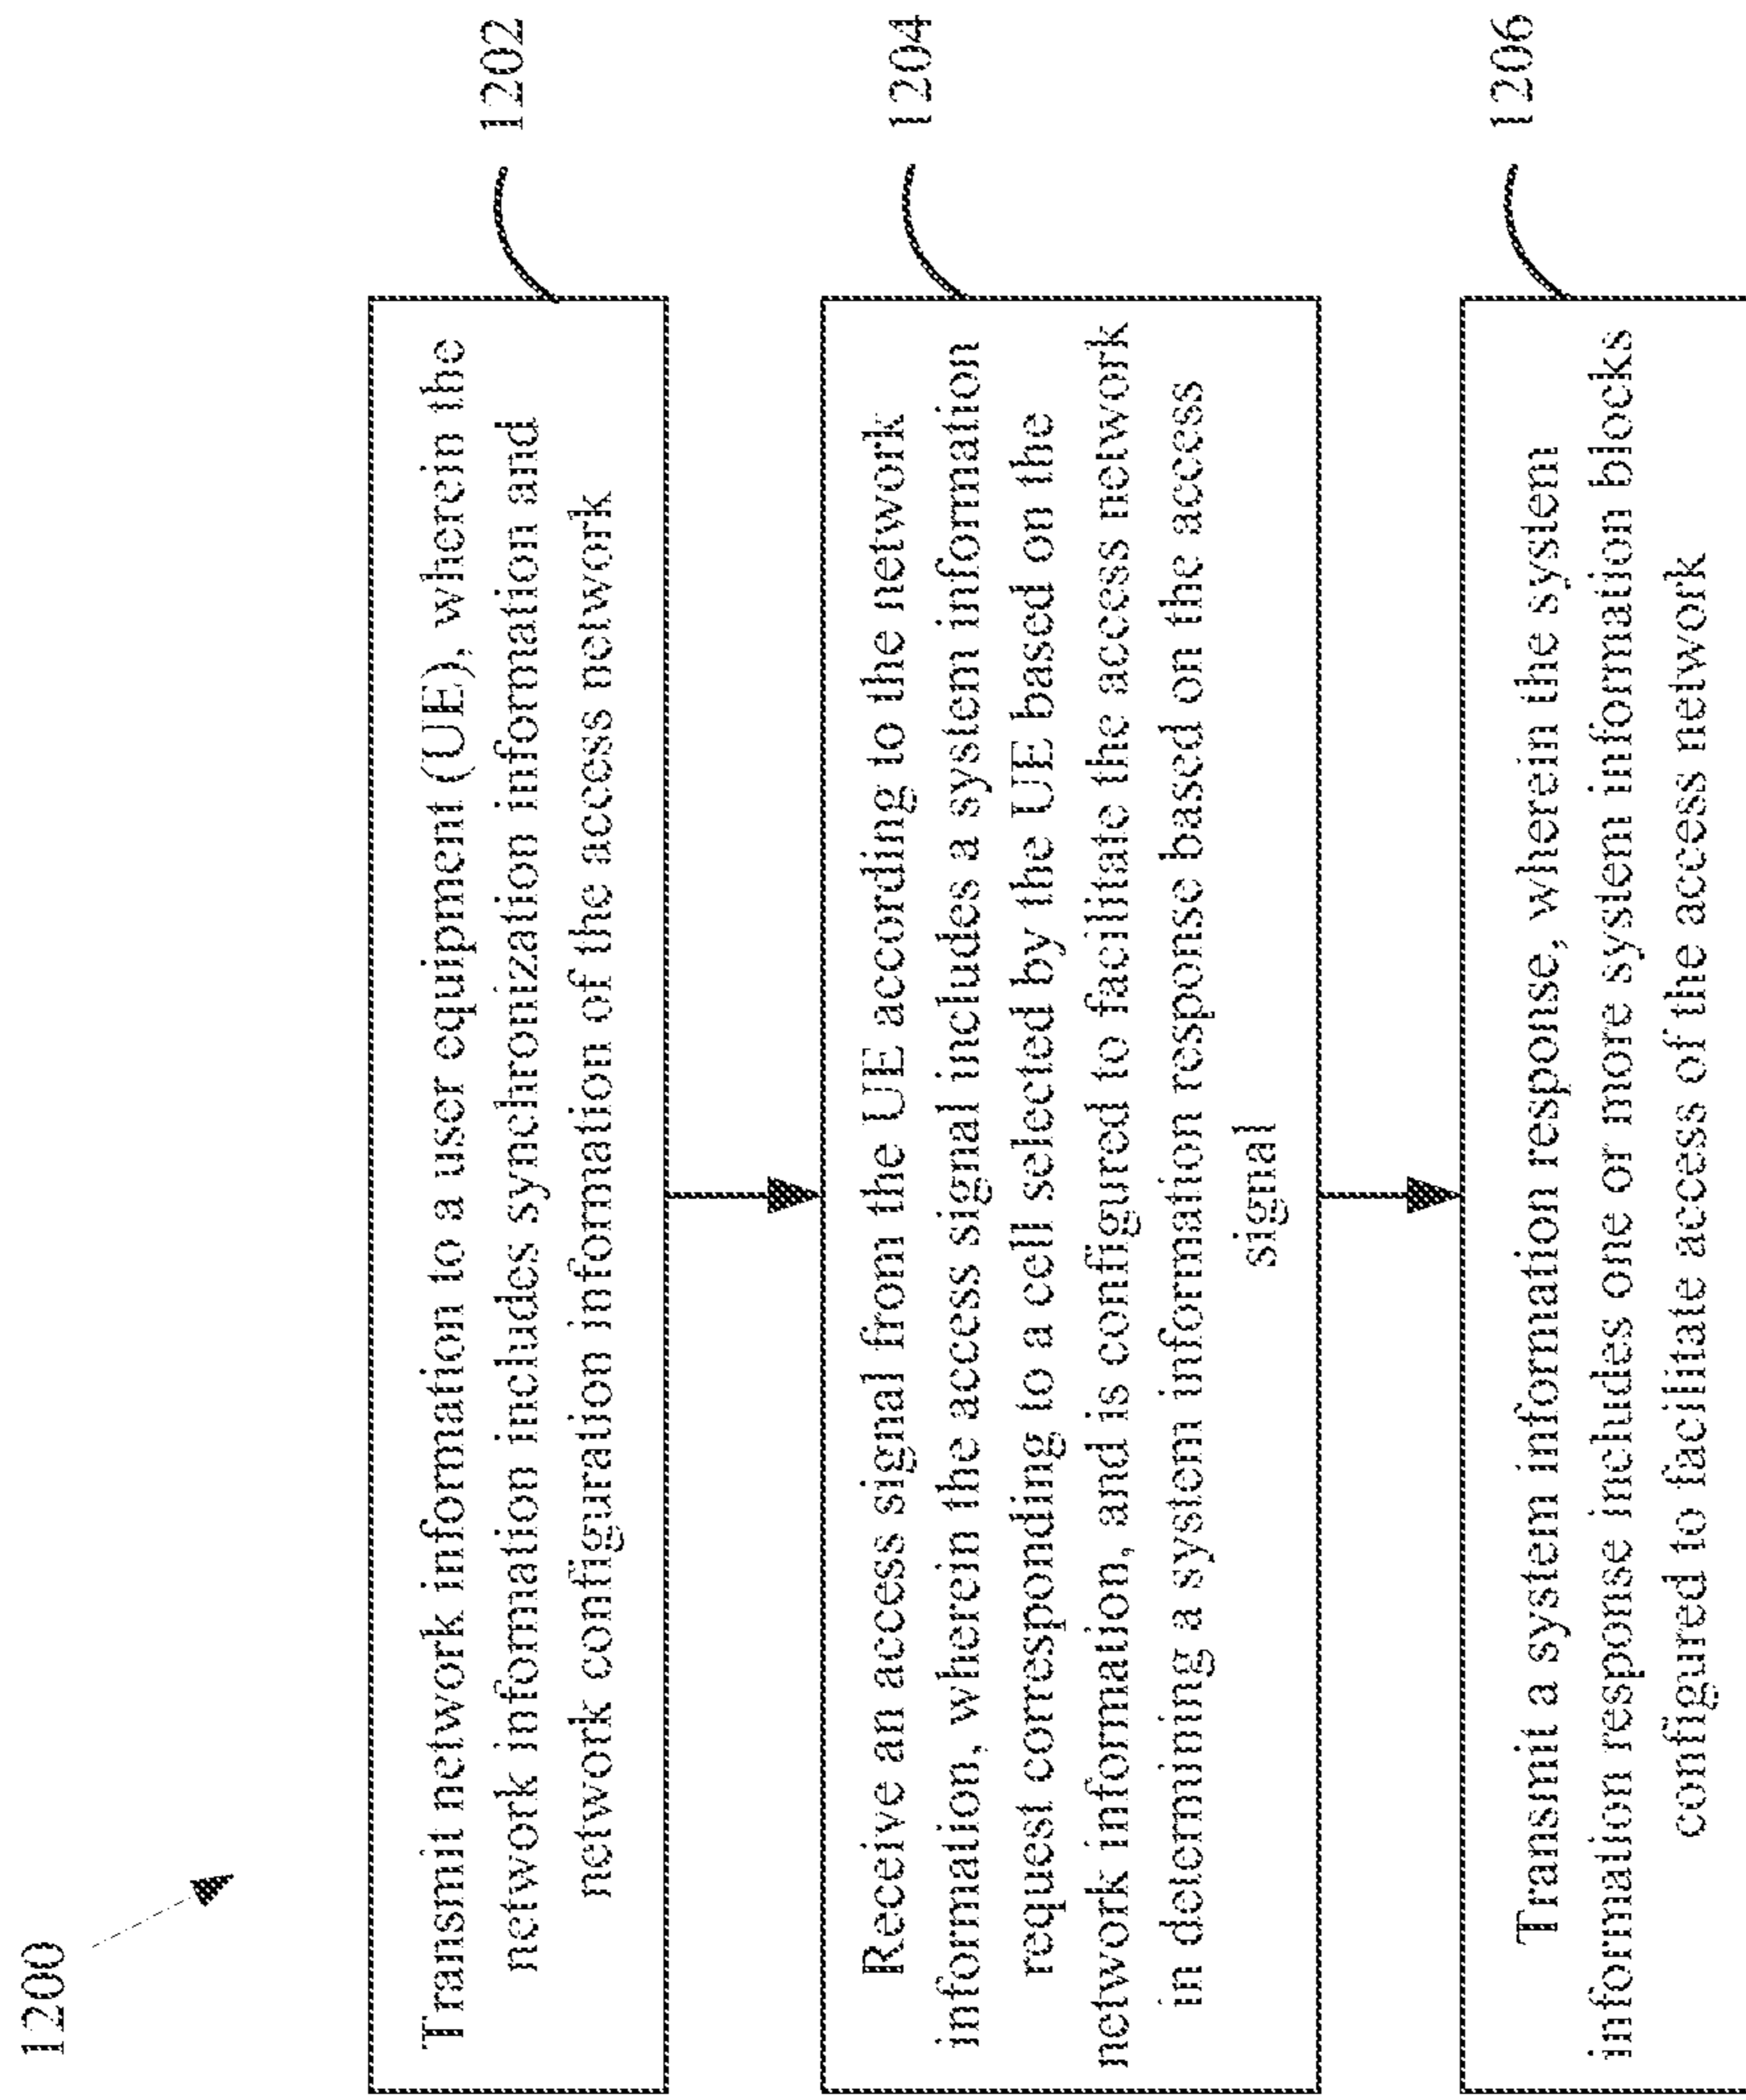 1200
Transmit network information to a user equipment (UE), wherein the
network information includes synchronization information and
network configuration information of the access network
1202
Receive an access signal from the UE according to the network
information, wherein the access signal includes a system information
request corresponding to a cell selected by the UE based on the
network information, and is configured to facilitate the access network
in determining a system information response based on the access
signal
1204
Transmit a system information response, wherein the system
information response includes one or more system information blocks
configured to facilitate access of the access network
1206